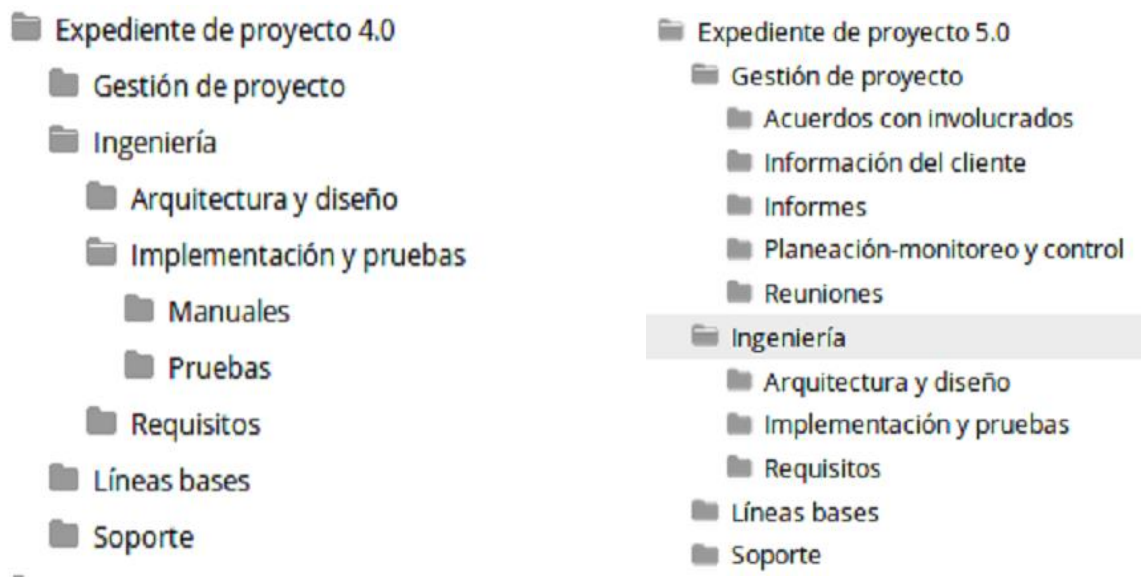 Expediente de proyecto 4.0
Gestión de proyecto
Ingeniería
Arquitectura y diseño
Implementación y pruebas
Manuales
Pruebas
Requisitos
Líneas bases
Soporte
Expediente de proyecto 5.0
Gestión de proyecto
Acuerdos con involucrados
Información del cliente
Informes
Planeación-monitoreo y control
Reuniones
Ingeniería
Arquitectura y diseño
Implementación y pruebas
Requisitos
Líneas bases
Soporte